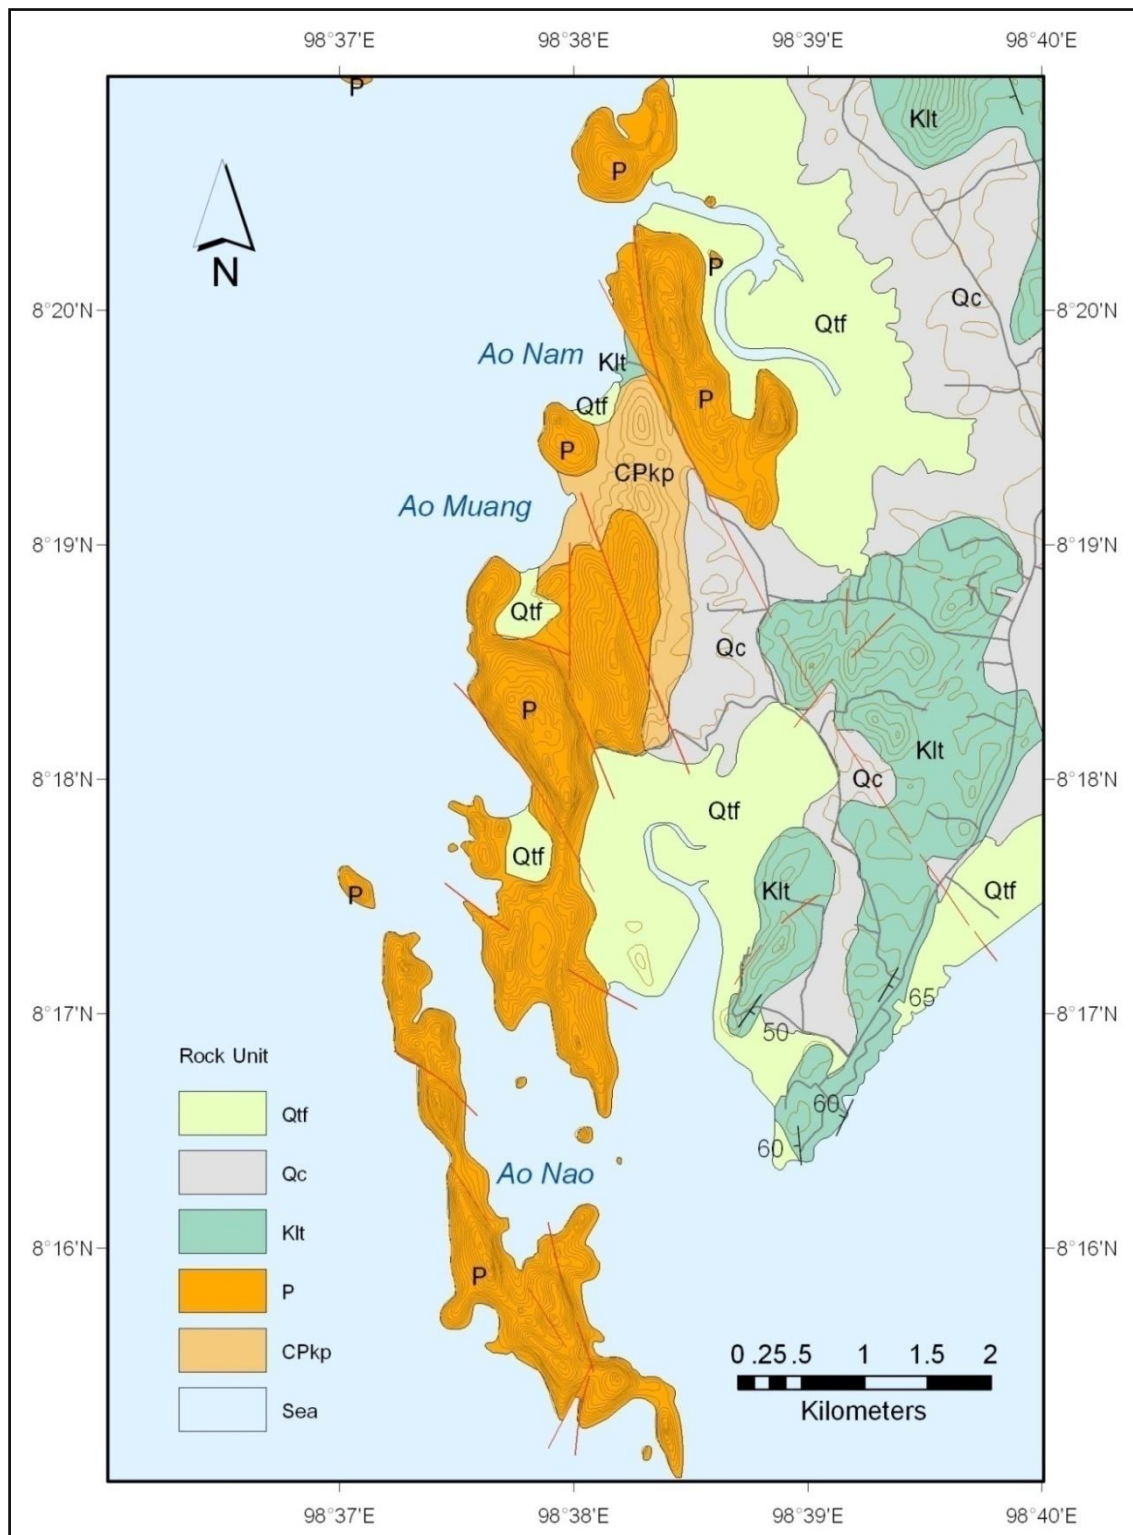 98°37'E 98°38'E 98°39'E 98°40'E
P
Klt
P
N
P
Qc
8°20'N 8°20'N
Qtf
Ao Nam
Klt
Qtf
P
P
CPkp
Ao Muang
8°19'N 8°19'N
Qtf
Qc
P
Klt
8°18'N 8°18'N
Qc
Qtf
Qtf
Klt
P
Qtf
65
8°17'N 8°17'N
50
60
60
Ao Nao
8°16'N 8°16'N
P
Rock Unit
Qtf
Qc
Klt
P
CPkp
Sea
0 .25 .5 1 1.5 2
Kilometers
98°37'E 98°38'E 98°39'E 98°40'E